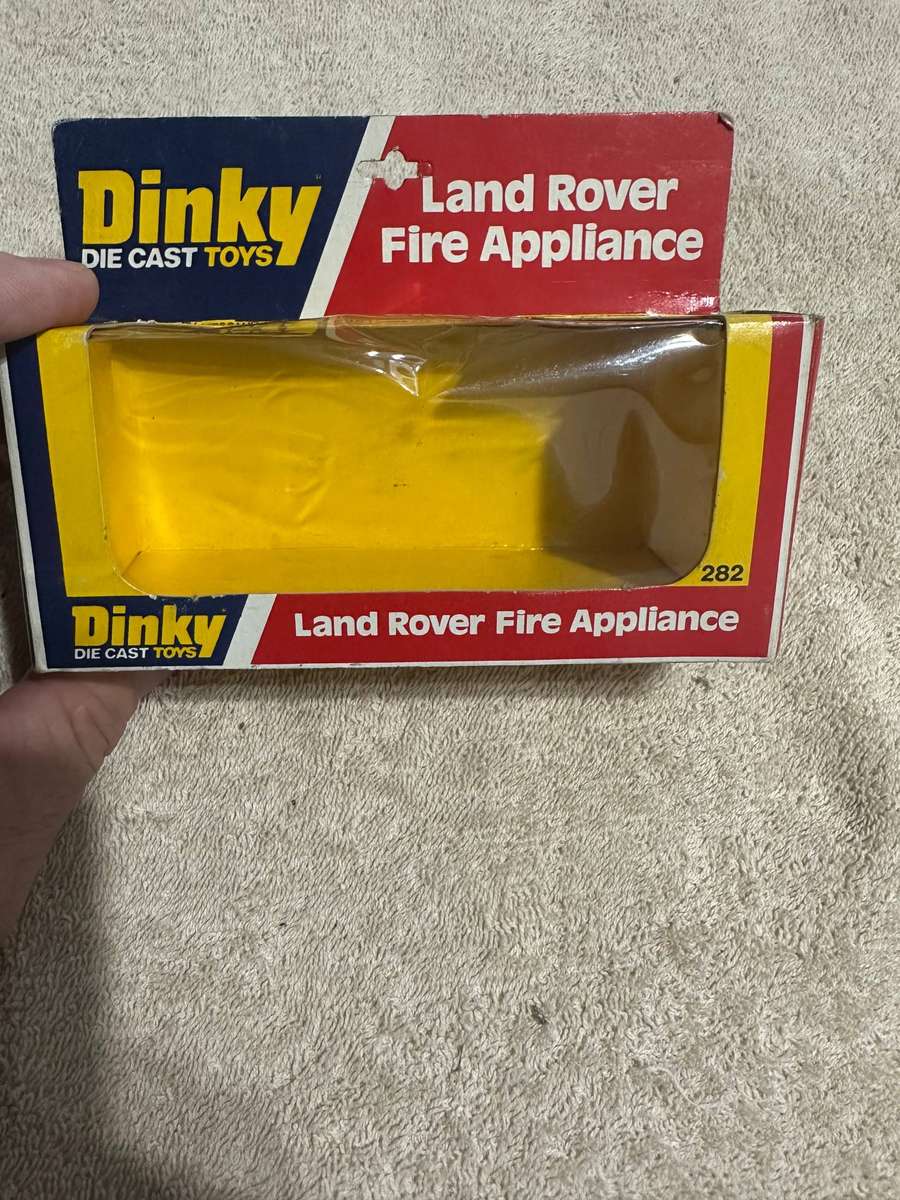 Dinky
DIE CAST TOYS
Land Rover
Fire Appliance
282
Dinky
DIE CAST TOYS
Land Rover Fire Appliance